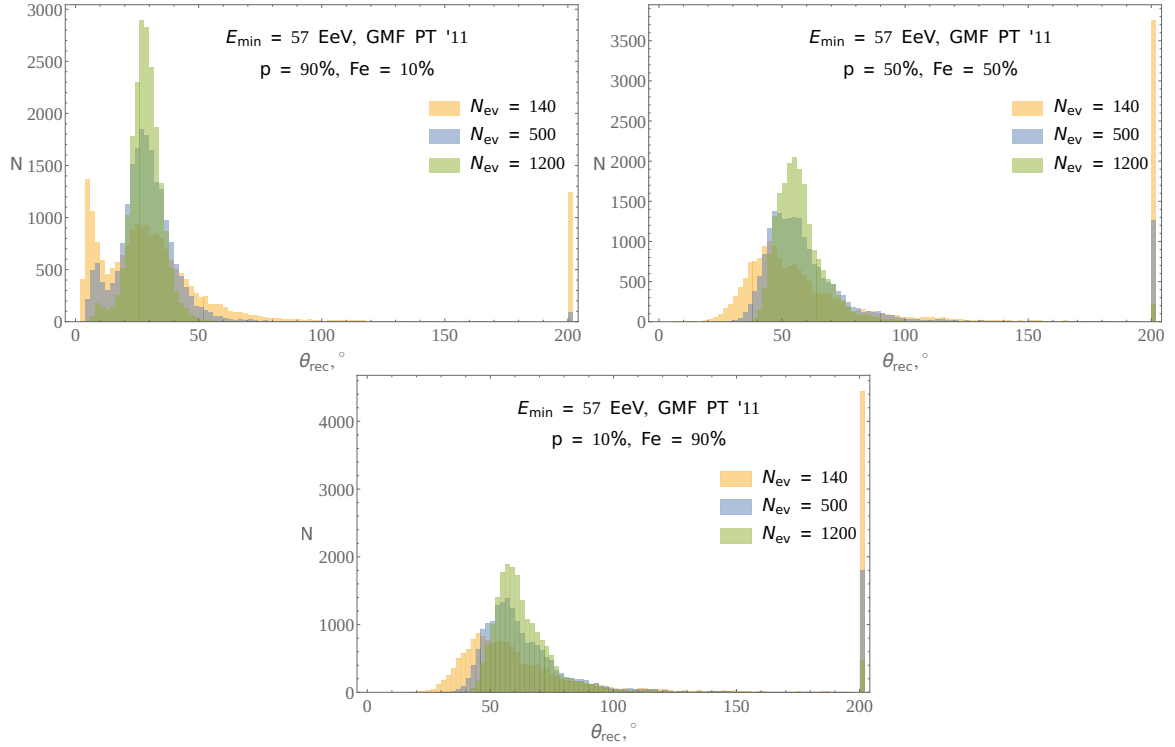 E_min = 57 EeV, GMF PT '11
p = 90%, Fe = 10%
N_ev = 140
N_ev = 500
N_ev = 1200
N
3000
2500
2000
1500
1000
500
0
0 50 100 150 200
θ_rec, °
E_min = 57 EeV, GMF PT '11
p = 50%, Fe = 50%
N_ev = 140
N_ev = 500
N_ev = 1200
N
3500
3000
2500
2000
1500
1000
500
0
0 50 100 150 200
θ_rec, °
E_min = 57 EeV, GMF PT '11
p = 10%, Fe = 90%
N_ev = 140
N_ev = 500
N_ev = 1200
N
4000
3000
2000
1000
0
0 50 100 150 200
θ_rec, °